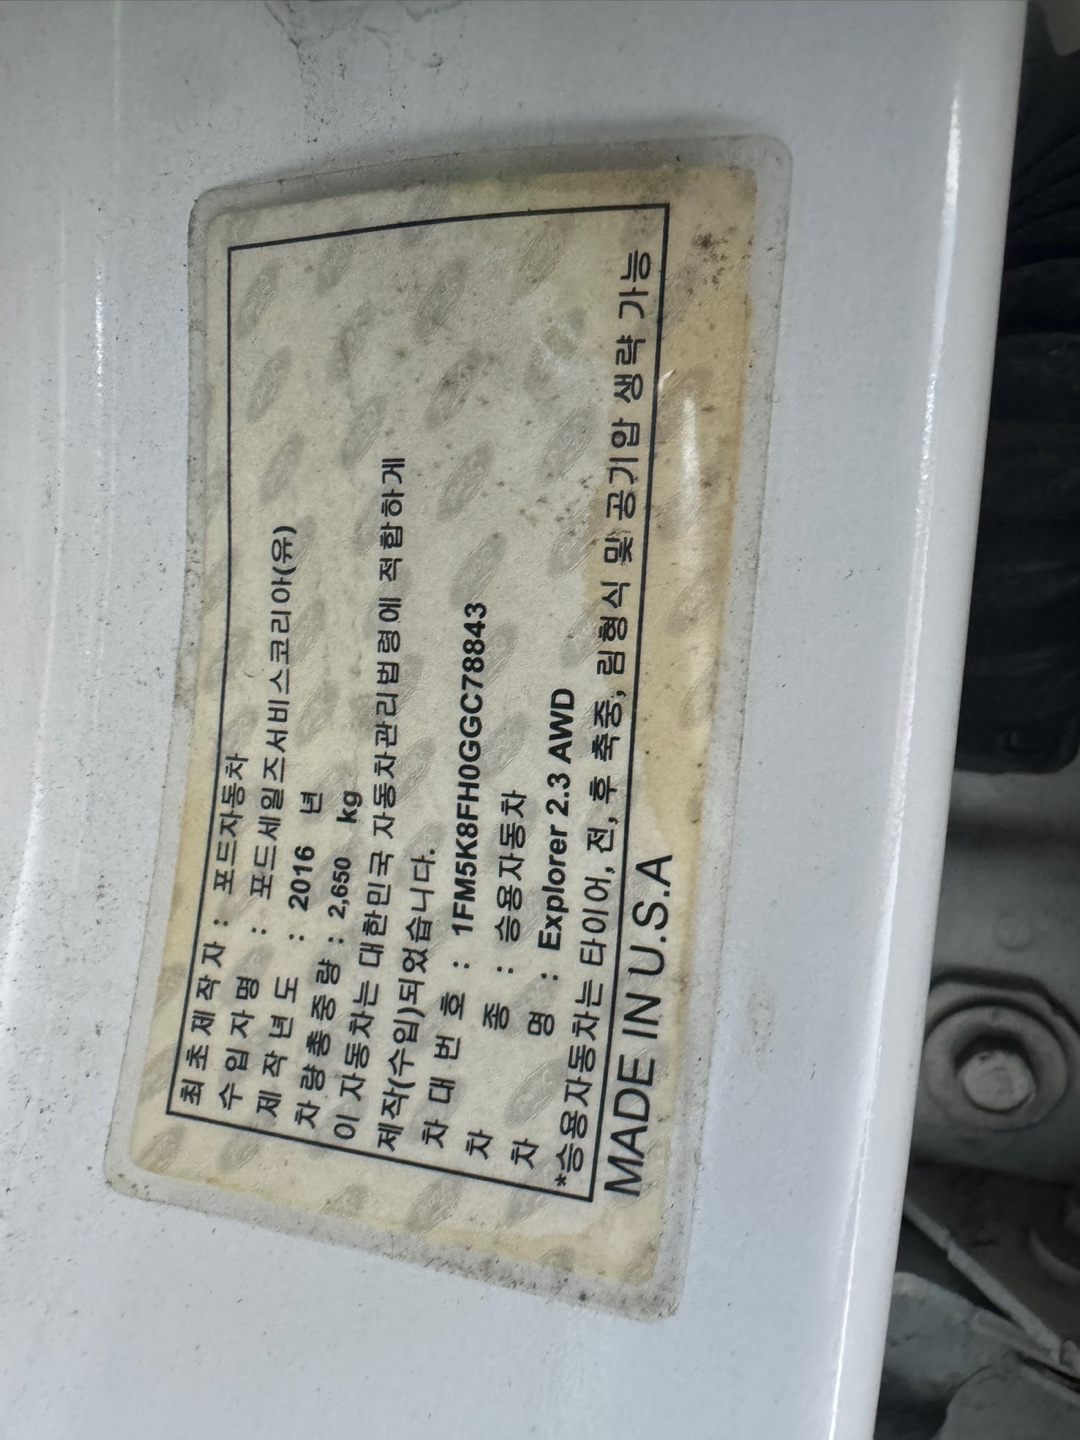 최 초 제 작 자 : 포드자동차
수 입 자 명 : 포드세일즈서비스코리아(유)
제 작 년 도 : 2016 년
차 량 총 중 량 : 2,650 kg
이 자동차는 대한민국 자동차관리법령에 적합하게
제작(수입)되었습니다.
차 대 번 호 : 1FM5K8FH0GGC78843
차 종 : 승용자동차
차 명 : Explorer 2.3 AWD
*승용자동차는 타이어, 전, 후 축중, 림형식 및 공기압 생략 가능
MADE IN U.S.A